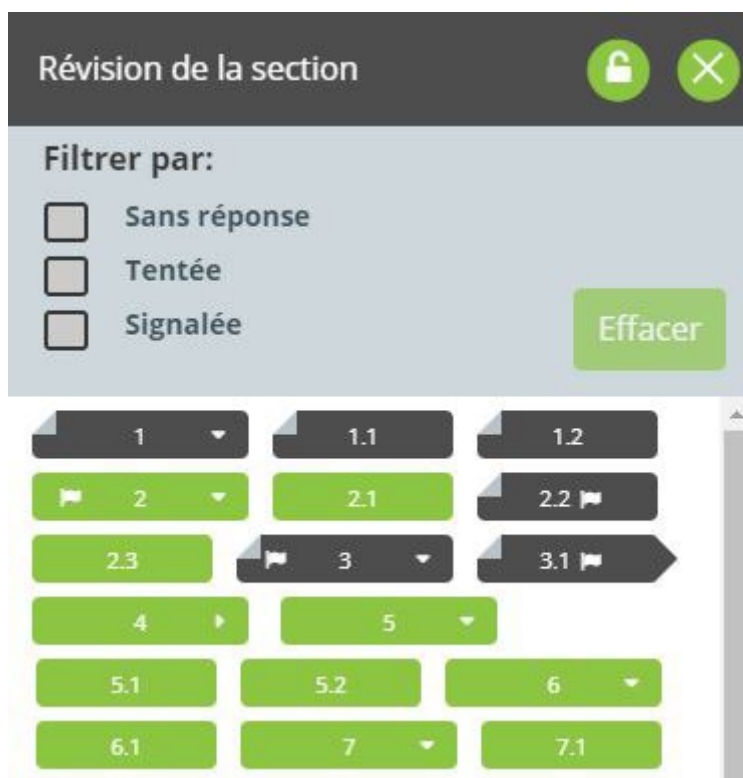 Révision de la section
Filtrer par:
Sans réponse
Tentée
Signalée
Effacer
1 1.1 1.2
2 2.1 2.2
2.3 3 3.1
4 5
5.1 5.2 6
6.1 7 7.1